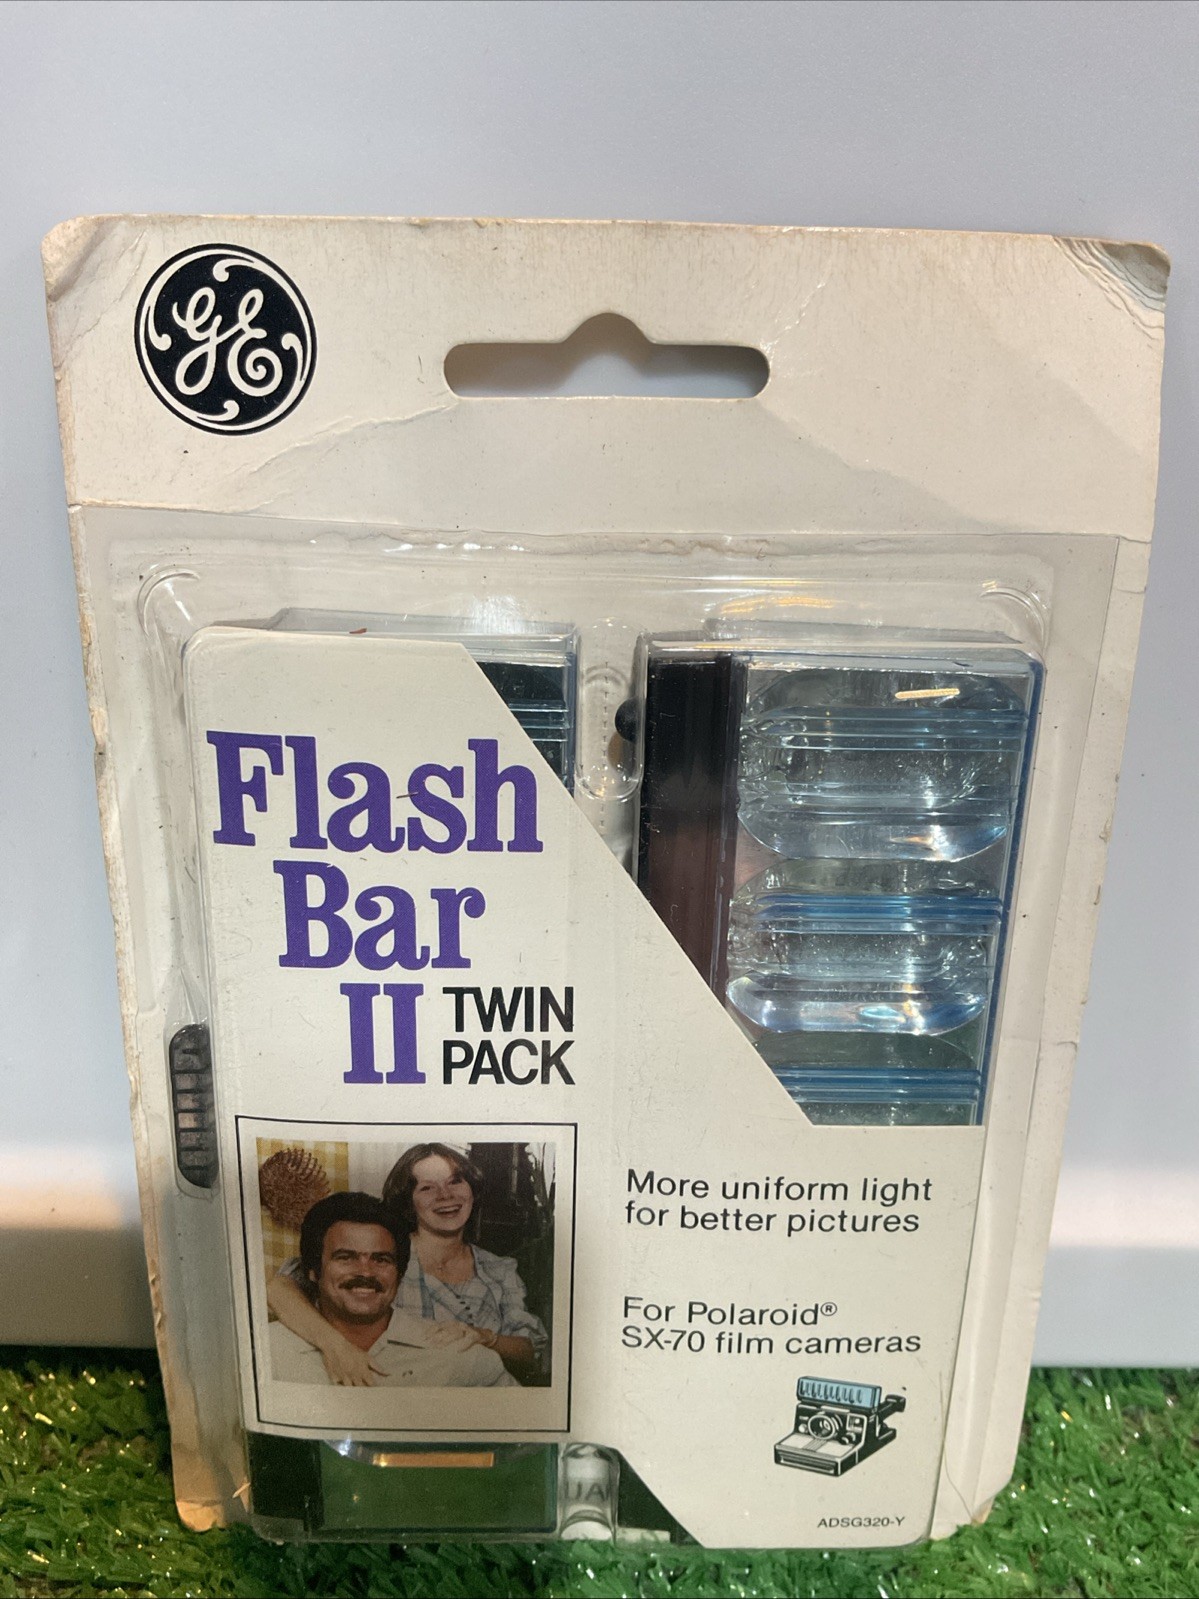 GE
Flash
Bar
II TWIN
PACK
More uniform light
for better pictures
For Polaroid®
SX-70 film cameras
ADSG320-Y